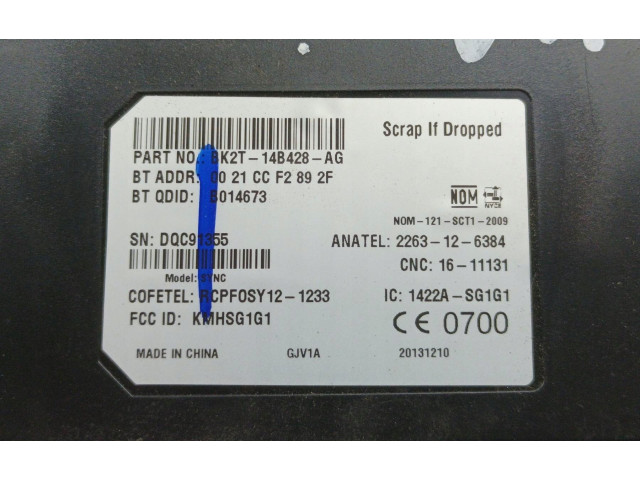 Scrap If Dropped
PART NO.: BK2T-14B428-AG
BT ADDR: 00 21 CC F2 89 2F
BT QDID: B014673
NOM
NYCE
NOM-121-SCT1-2009
SN: DQC91355
ANATEL: 2263-12-6384
CNC: 16-11131
Model: SYNC
COFETEL: RCPFOSY12-1233
IC: 1422A-SG1G1
FCC ID: KMHSG1G1
CE 0700
MADE IN CHINA
GJV1A
20131210